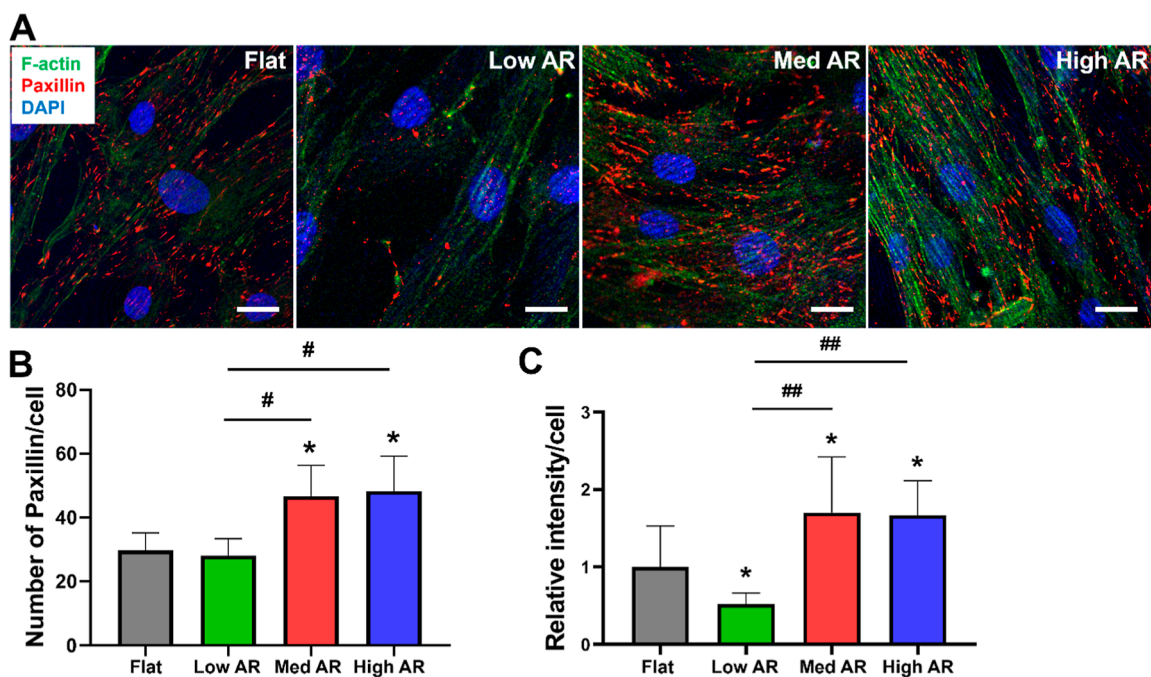 A
F-actin
Paxillin
DAPI
Flat
Low AR
Med AR
High AR
B
Number of Paxillin/cell
80
60
40
20
0
#
#
*
*
Flat
Low AR
Med AR
High AR
C
Relative intensity/cell
3
2
1
0
##
##
*
*
*
Flat
Low AR
Med AR
High AR